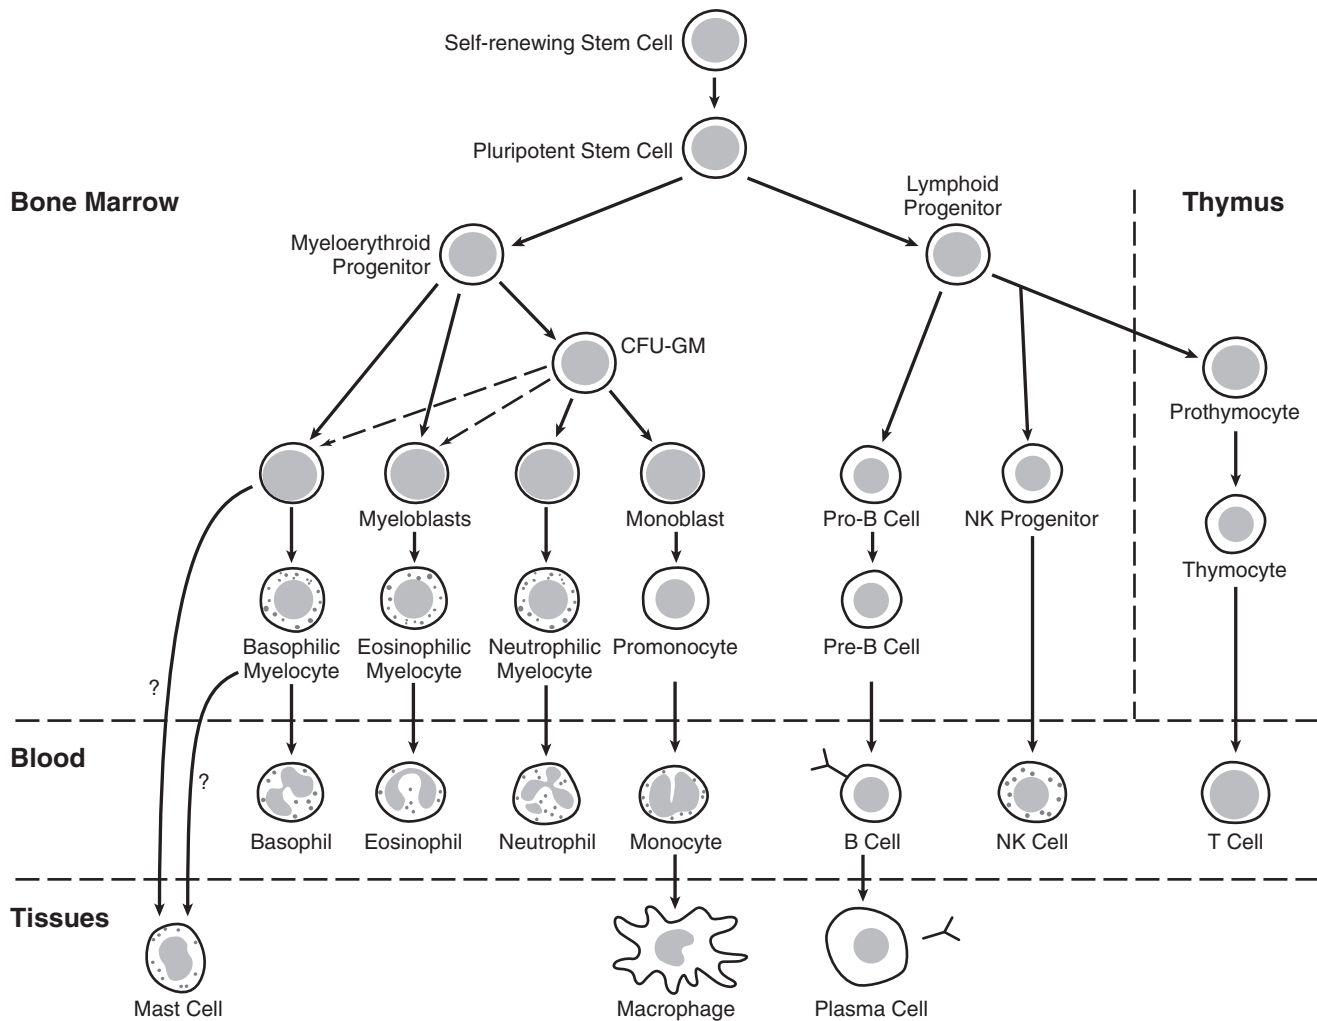 Self-renewing Stem Cell
Pluripotent Stem Cell
Bone Marrow
Lymphoid
Progenitor
Thymus
Myeloerythroid
Progenitor
CFU-GM
Prothymocyte
Myeloblasts
Monoblast
Pro-B Cell
NK Progenitor
Thymocyte
Basophilic
Myelocyte
Eosinophilic
Myelocyte
Neutrophilic
Myelocyte
Promonocyte
Pre-B Cell
?
Blood
?
Basophil
Eosinophil
Neutrophil
Monocyte
B Cell
NK Cell
T Cell
Tissues
Mast Cell
Macrophage
Plasma Cell